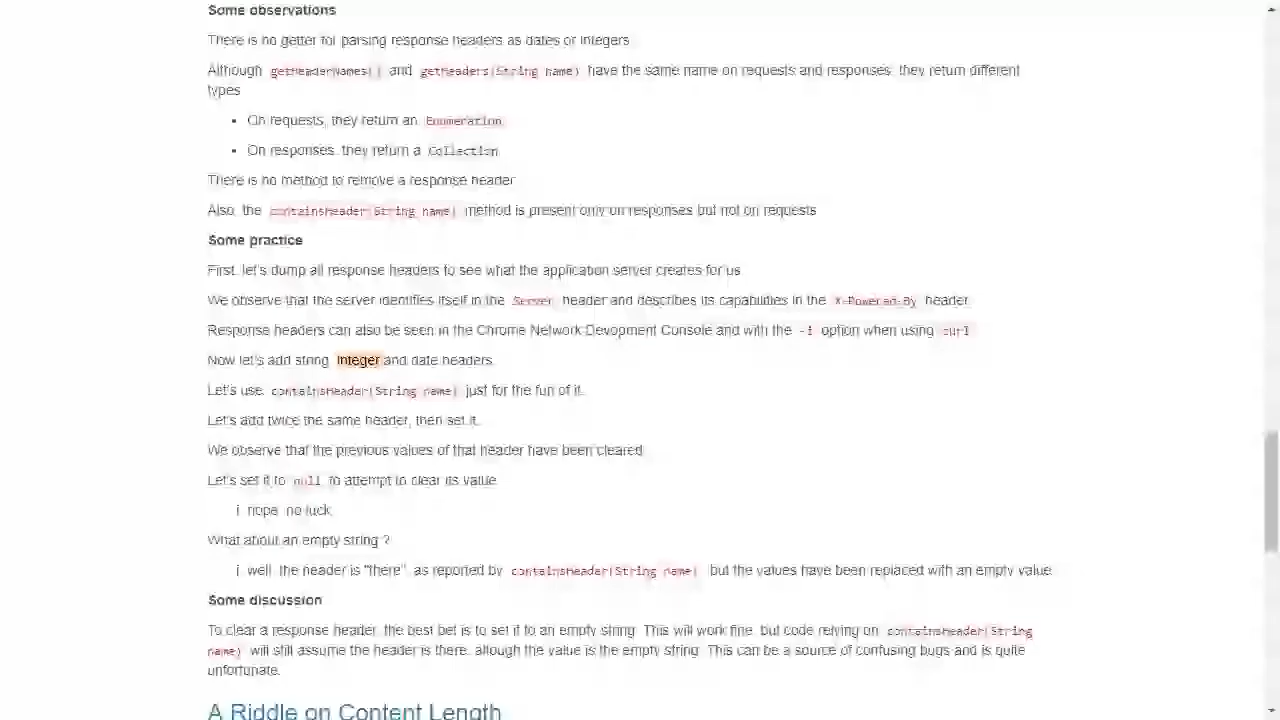 Some observations
There is no getter for parsing response headers as dates or integers
Although getHeaderNames() and getHeaders(String name) have the same name on requests and responses, they return different
types
• On requests, they return an Enumeration
• On responses, they return a Collection
There is no method to remove a response header
Also, the containsHeader(String name) method is present only on responses but not on requests
Some practice
First, let's dump all response headers to see what the application server creates for us
We observe that the server identifies itself in the Server header and describes its capabilities in the X-Powered-By header
Response headers can also be seen in the Chrome Network Devopment Console and with the -i option when using curl
Now let's add string, integer and date headers
Let's use containsHeader(String name) just for the fun of it.
Let's add twice the same header, then set it.
We observe that the previous values of that header have been cleared
Let's set it to null to attempt to clear its value
i. nope, no luck
What about an empty string ?
i. well, the header is "there", as reported by containsHeader(String name) but the values have been replaced with an empty value
Some discussion
To clear a response header, the best bet is to set it to an empty string. This will work fine, but code relying on containsHeader(String
name) will still assume the header is there, altough the value is the empty string. This can be a source of confusing bugs and is quite
unfortunate.
A Riddle on Content Length